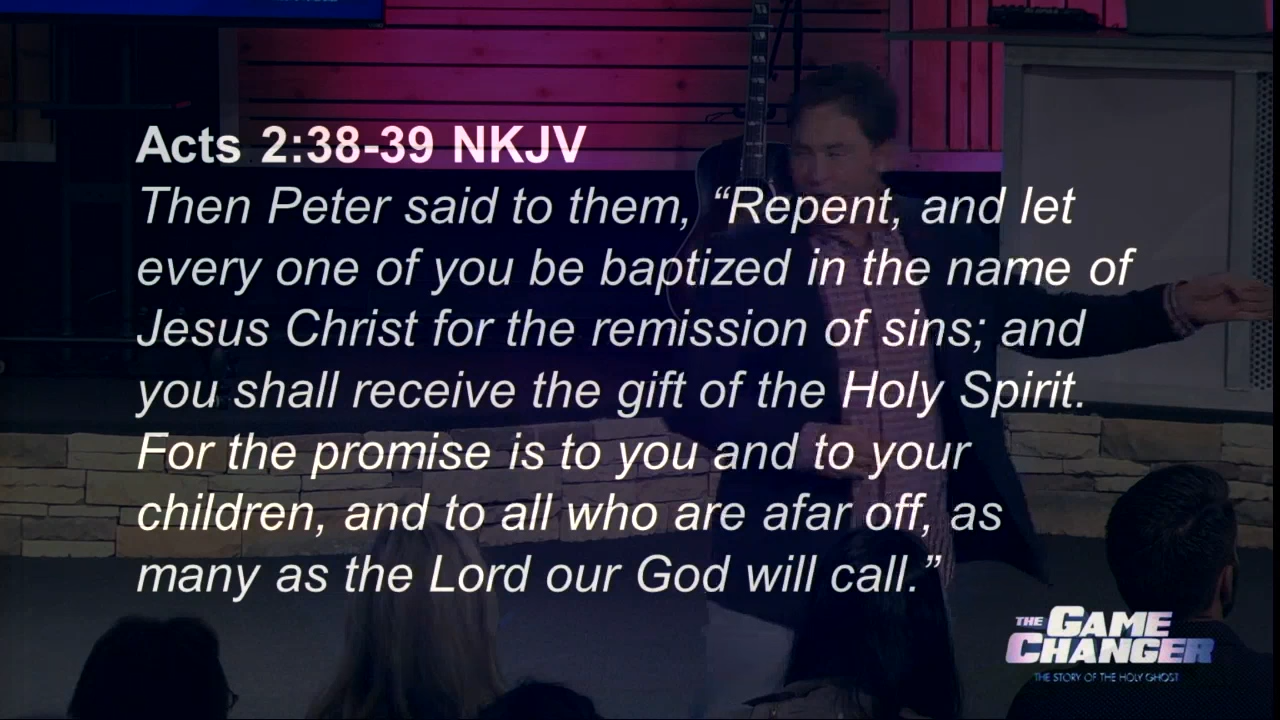 Acts 2:38-39 NKJV
Then Peter said to them, “Repent, and let
every one of you be baptized in the name of
Jesus Christ for the remission of sins; and
you shall receive the gift of the Holy Spirit.
For the promise is to you and to your
children, and to all who are afar off, as
many as the Lord our God will call.”
THE GAME
CHANGER
THE STORY OF THE HOLY GHOST